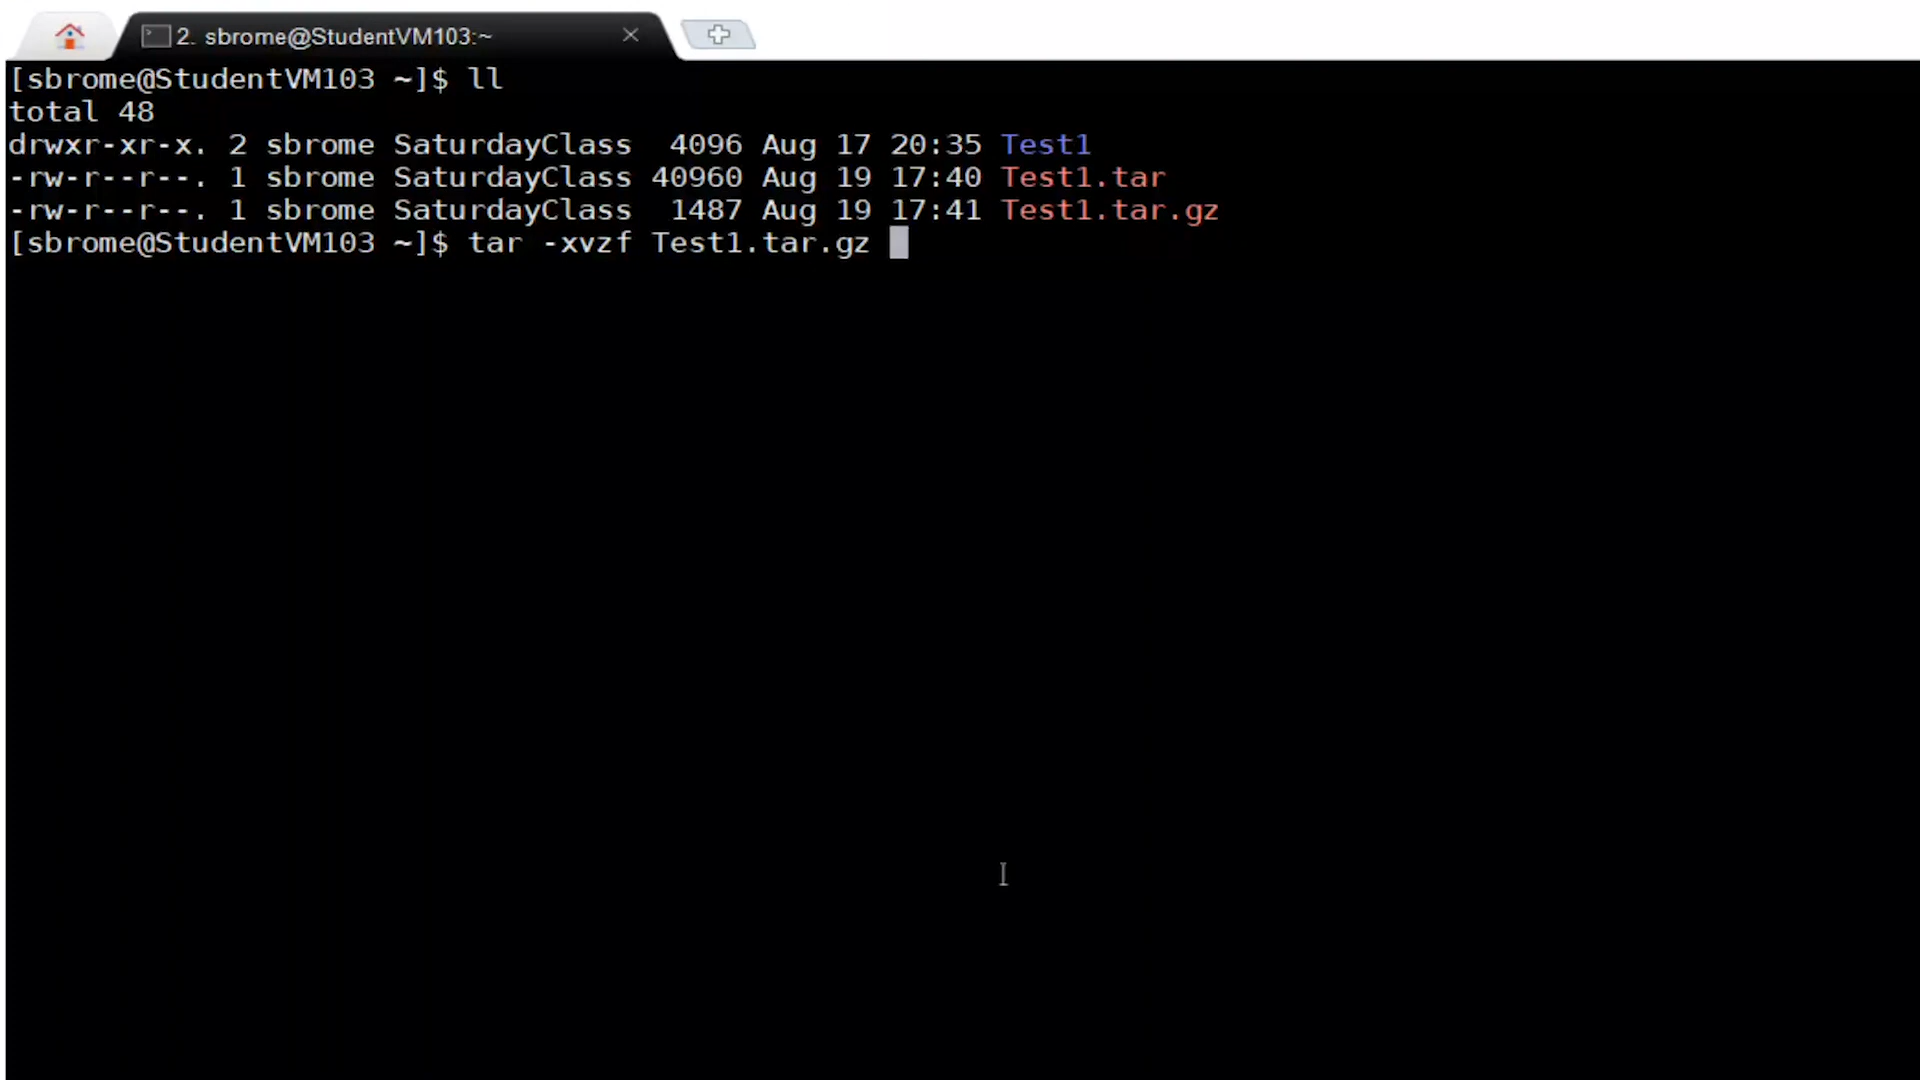 2. sbrome@StudentVM103:~
[sbrome@StudentVM103 ~]$ ll
total 48
drwxr-xr-x. 2 sbrome SaturdayClass  4096 Aug 17 20:35 Test1
-rw-r--r--. 1 sbrome SaturdayClass 40960 Aug 19 17:40 Test1.tar
-rw-r--r--. 1 sbrome SaturdayClass  1487 Aug 19 17:41 Test1.tar.gz
[sbrome@StudentVM103 ~]$ tar -xvzf Test1.tar.gz